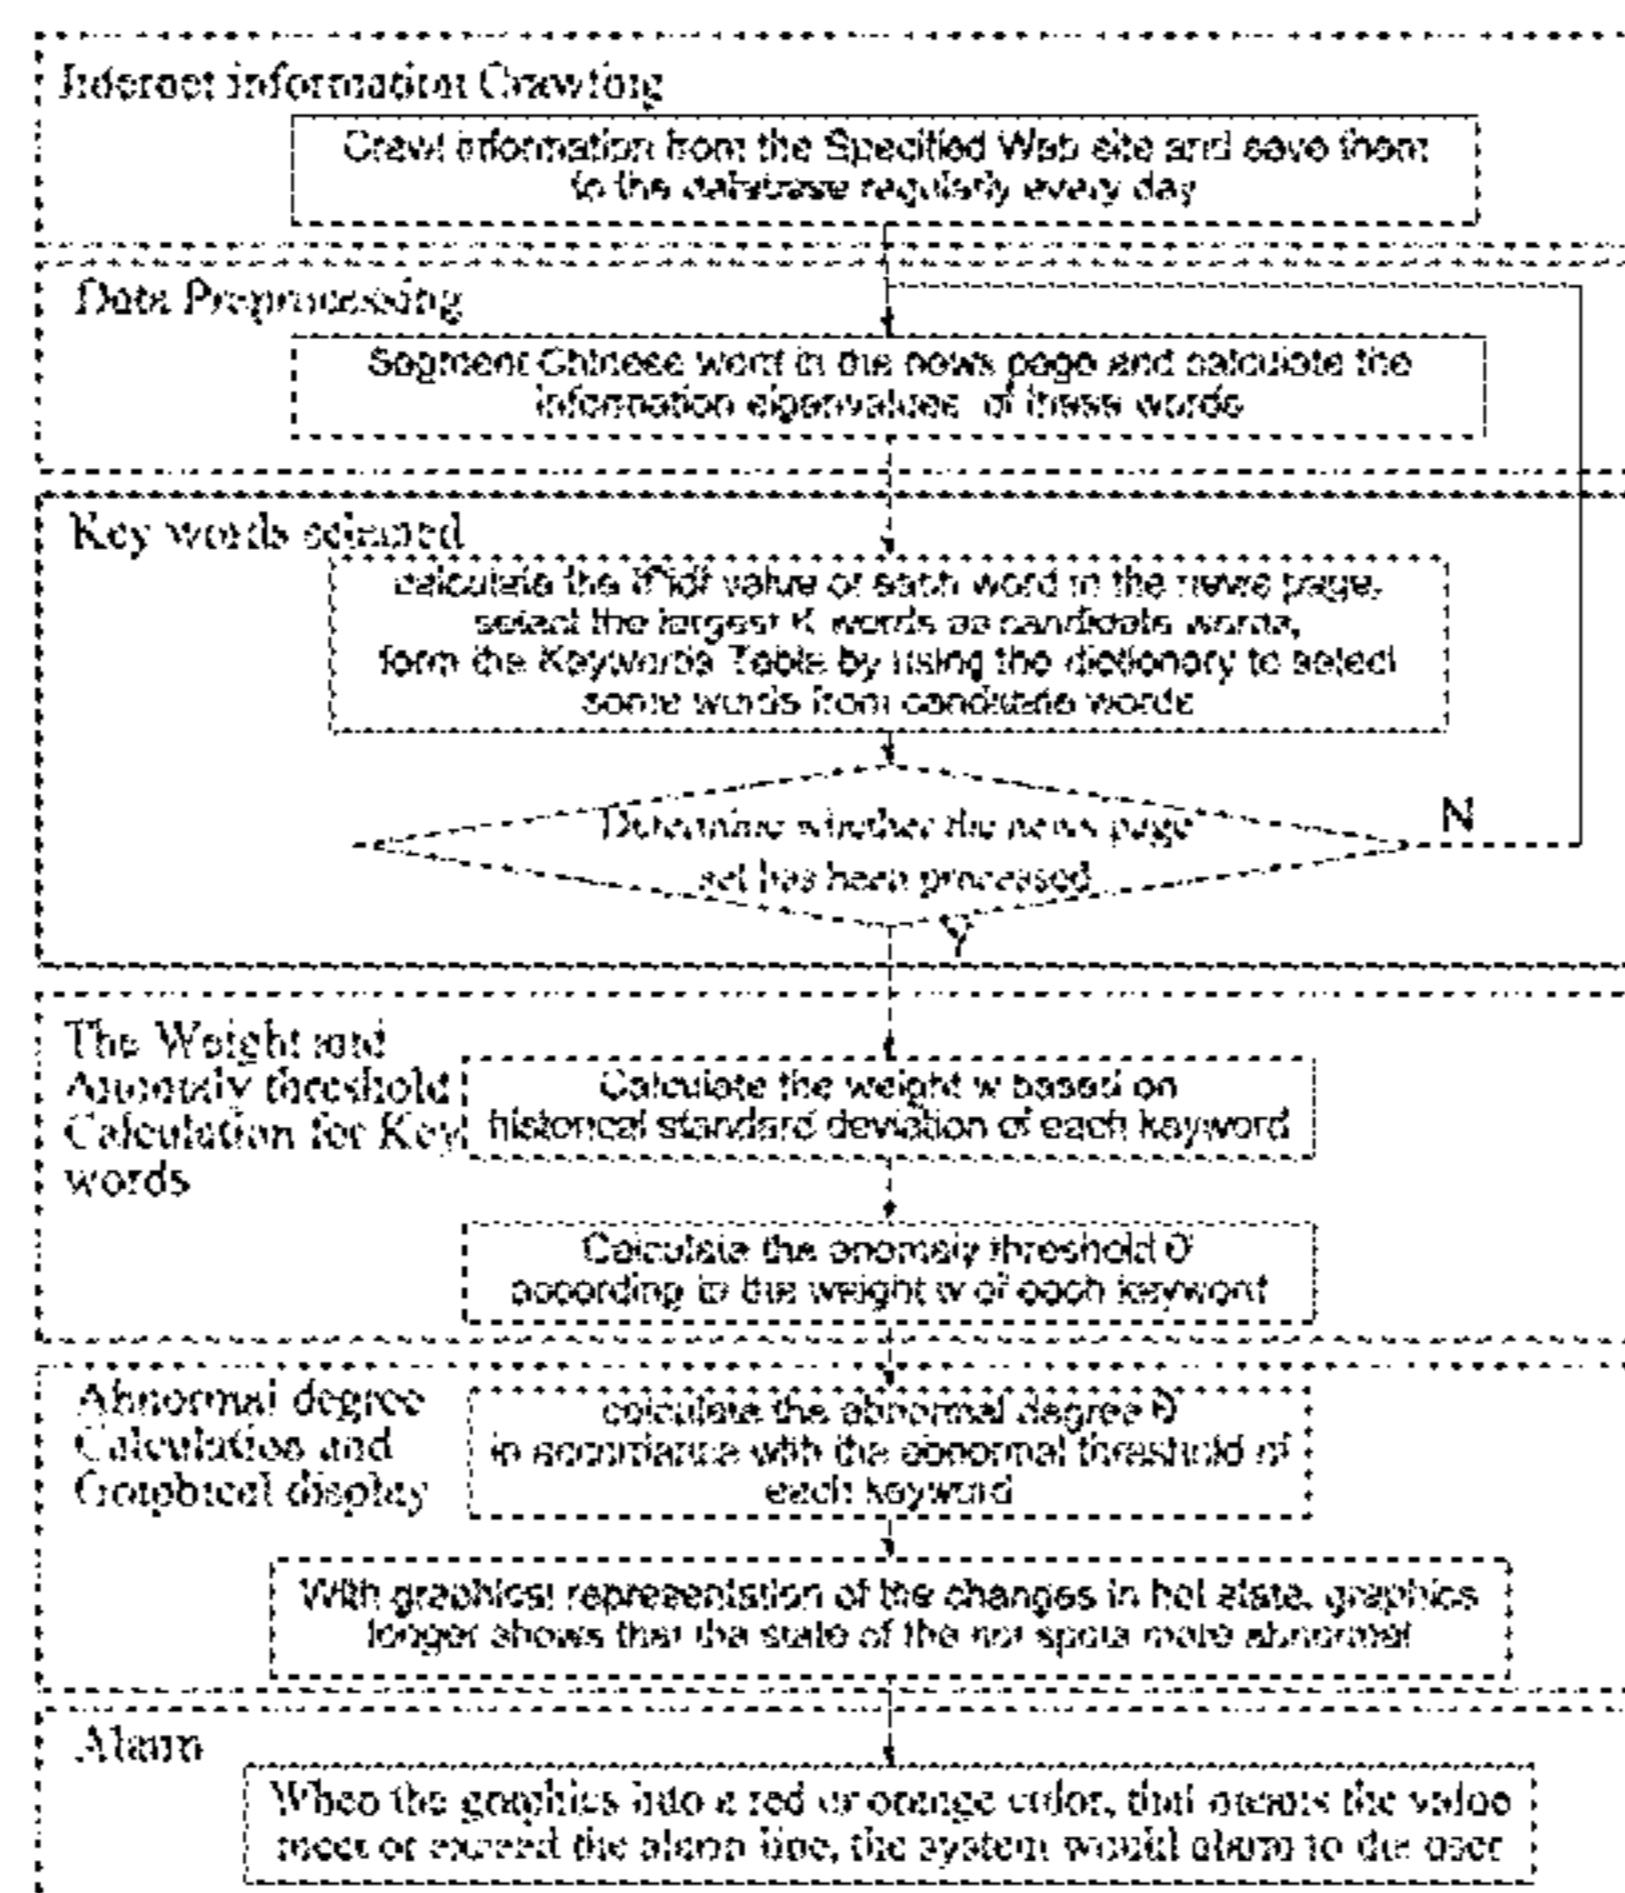 Internet information Crawling
Crawl information from the Specified Web site and save them
to the database regularly every day
Data Preprocessing
Segment Chinese word in the news page and calculate the
information eigenvalues of these words
Key words selected
calculate the tf*idf value of each word in the news page,
select the largest K words as candidate words,
form the Keywords Table by using the dictionary to select
some words from candidate words
Determine whether the news page
set has been processed
N
Y
The Weight and
Anomaly threshold
Calculation for Key
words
Calculate the weight w based on
historical standard deviation of each keyword
Calculate the anomaly threshold
according to the weight w of each keyword
Abnormal degree
Calculation and
Graphical display
calculate the abnormal degree
in accordance with the abnormal threshold of
each keyword
With graphical representation of the changes in hot state, graphics
longer shows that the state of the hot spots more abnormal
Alarm
When the graphics into a red or orange color, that means the value
meet or exceed the alarm line, the system would alarm to the user